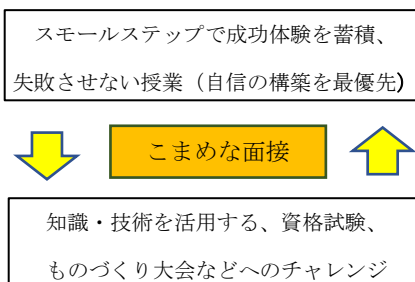 スモールステップで成功体験を蓄積、
失敗させない授業（自信の構築を最優先）
こまめな面接
知識・技術を活用する、資格試験、
ものづくり大会などへのチャレンジ